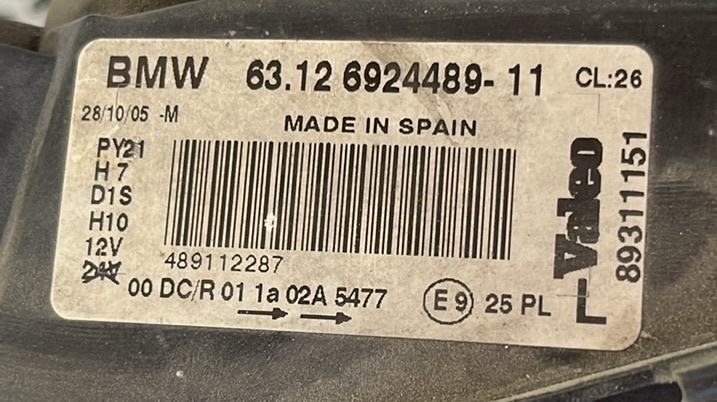 BMW 63.12 6924489-11 CL:26
28/10/05 -M
MADE IN SPAIN
PY21
H7
D1S
H10
12V
24V
489112287
00 DC/R 01 1a 02A 5477
E9 25 PL
L Valeo
89311151